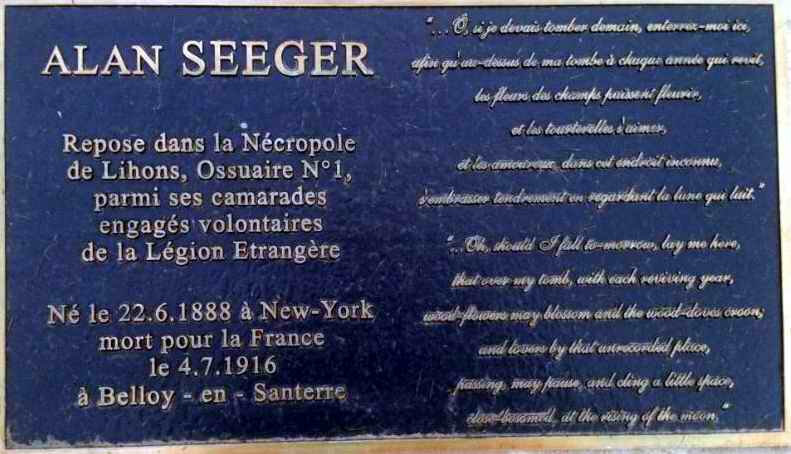 ALAN SEEGER
Repose dans la Nécropole
de Lihons, Ossuaire N°1,
parmi ses camarades
engagés volontaires
de la Légion Etrangère
Né le 22.6.1888 à New-York
mort pour la France
le 4.7.1916
à Belloy - en - Santerre
"...Ô, si je devais tomber demain, enterrez-moi ici,
afin qu'au-dessus de ma tombe à chaque année qui revit,
les fleurs des champs puissent fleurir,
et les tourterelles s'aimer,
et les amoureux, dans cet endroit inconnu,
s'embrasser tendrement en regardant la lune qui luit."
"...Oh, should I fall to-morrow, lay me here,
that over my tomb, with each reviving year,
wood-flowers may blossom and the wood-doves croon;
and lovers by that unrecorded place,
passing, may pause, and cling a little space,
close-bosomed, at the rising of the moon."